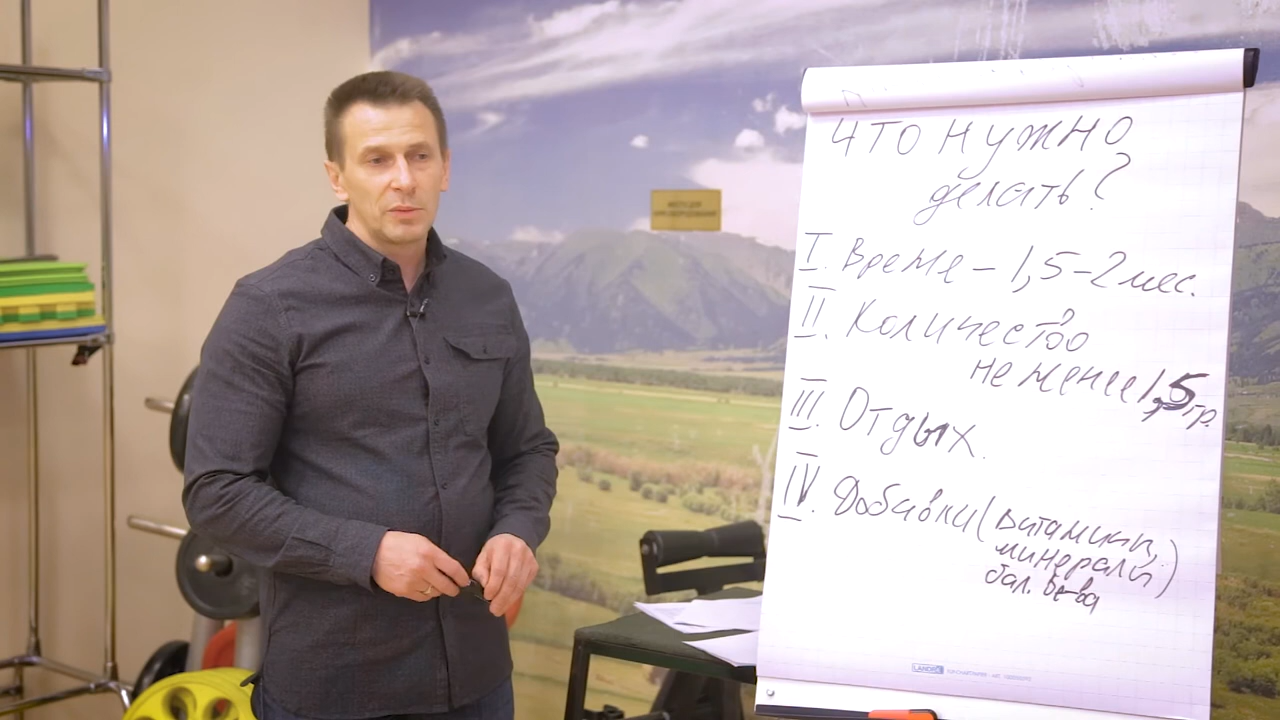 Что нужно
делать?
I. Время – 1,5–2 мес.
II. Количество
не менее 1,5 гр.
III. Отдых.
IV. Добавки (витамины,
минералы)
бал. в-ва
LANDRE